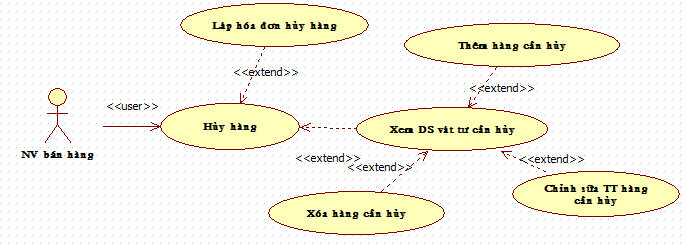 Lập hóa đơn hủy hàng
<<extend>>
Thêm hàng cần hủy
<<extend>>
<<user>>
NV bán hàng
Hủy hàng
Xem DS vật tư cần hủy
<<extend>>
<<extend>>
<<extend>>
Xóa hàng cần hủy
Chỉnh sửa TT hàng
cần hủy